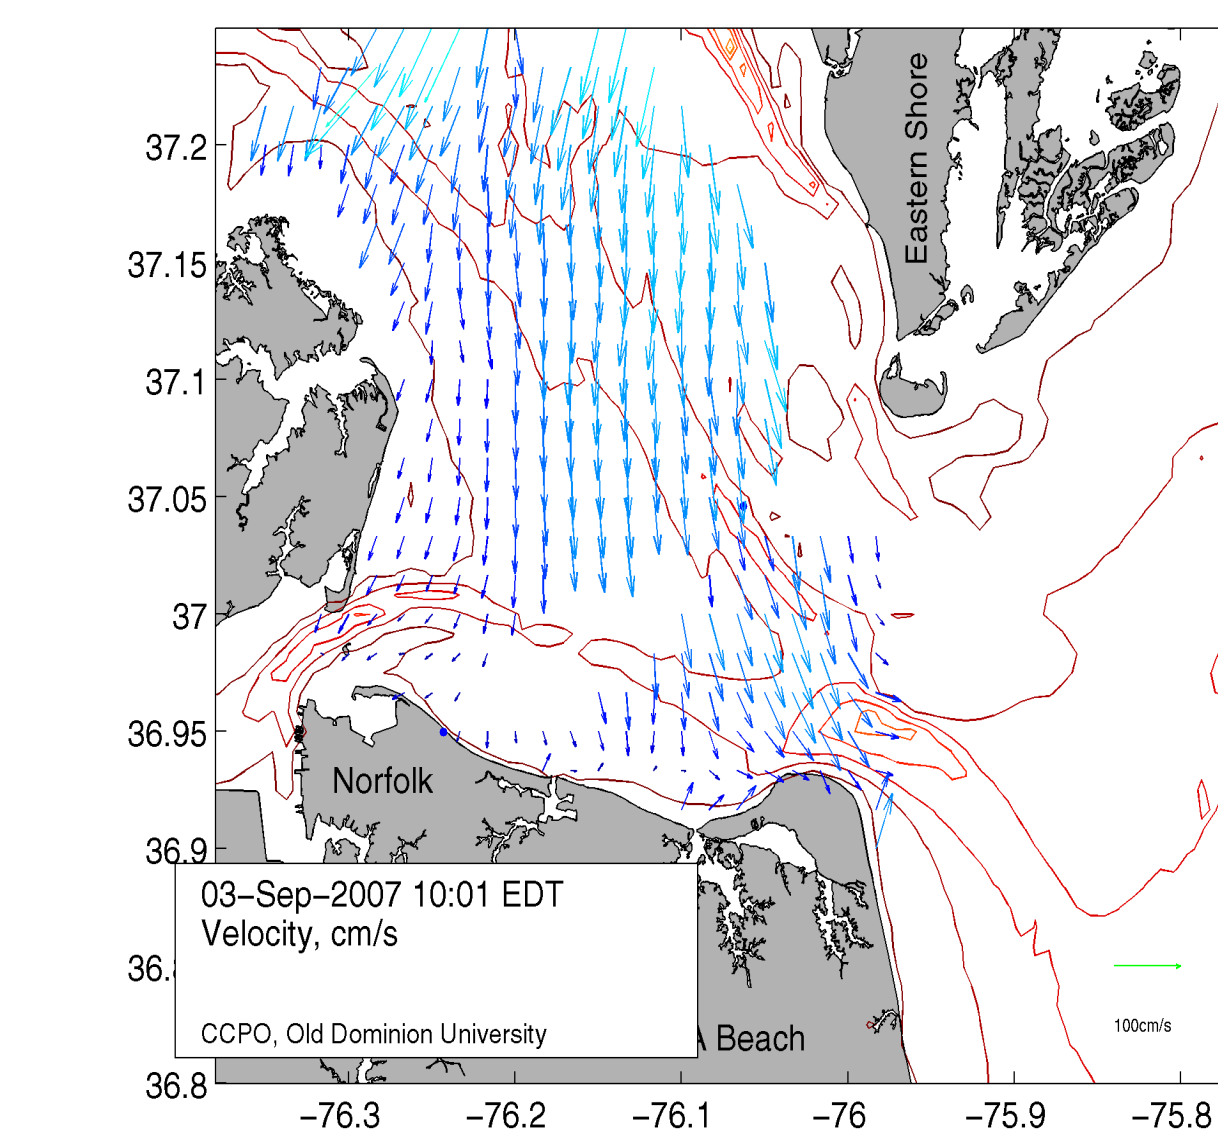 37.2
37.15
37.1
37.05
37
36.95
36.9
36.8
Eastern Shore
Norfolk
03-Sep-2007 10:01 EDT
Velocity, cm/s
CCPO, Old Dominion University
Beach
100cm/s
36.8
-76.3
-76.2
-76.1
-76
-75.9
-75.8